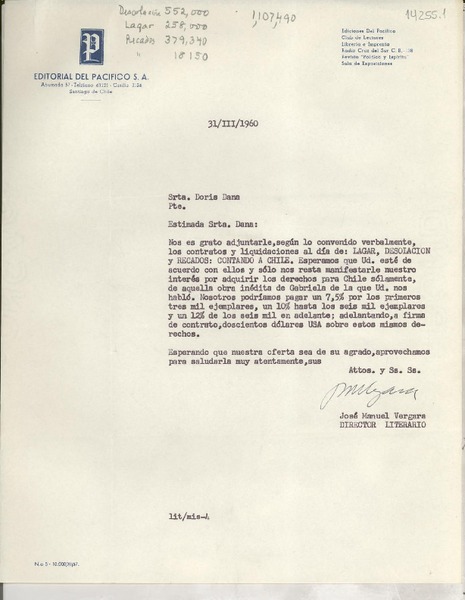 Desolación 552,000
Lagar 258,000
Recados 379,340
" 18150
1,107,490
14255.1
P
EDITORIAL DEL PACIFICO S. A.
Santiago de Chile
Ediciones Del Pacífico
Club de Lectores
Librería e Imprenta
Radio Cruz del Sur C. B. 138
Revista "Política y Espíritu"
Sala de Exposiciones
31/III/1960
Srta. Doris Dana
Pte.
Estimada Srta. Dana:
Nos es grato adjuntarle,según lo convenido verbalmente,
los contratos y liquidaciones al día de: LAGAR, DESOLACION
y RECADOS: CONTANDO A CHILE. Esperamos que Ud. esté de
acuerdo con ellos y sólo nos resta manifestarle nuestro
interés por adquirir los derechos para Chile sólamente,
de aquella obra inédita de Gabriela de la que Ud. nos
habló. Nosotros podríamos pagar un 7,5% por los primeros
tres mil ejemplares, un 10% hasta los seis mil ejemplares
y un 12% de los seis mil en adelante; adelantando,a firma
de contrato,doscientos dólares USA sobre estos mismos de-
rechos.
Esperando que nuestra oferta sea de su agrado,aprovechamos
para saludarla muy atentamente,sus
Attos. y Ss. Ss.
José Manuel Vergara
DIRECTOR LITERARIO
lit/mis-4